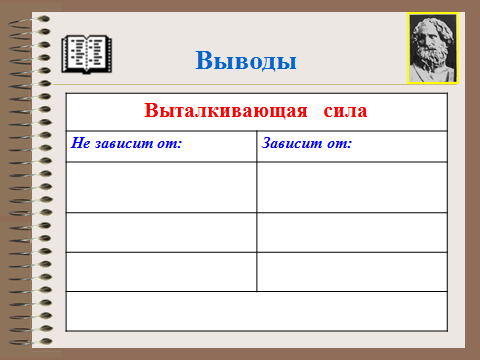 Выводы
Выталкивающая сила
Не зависит от:
Зависит от: